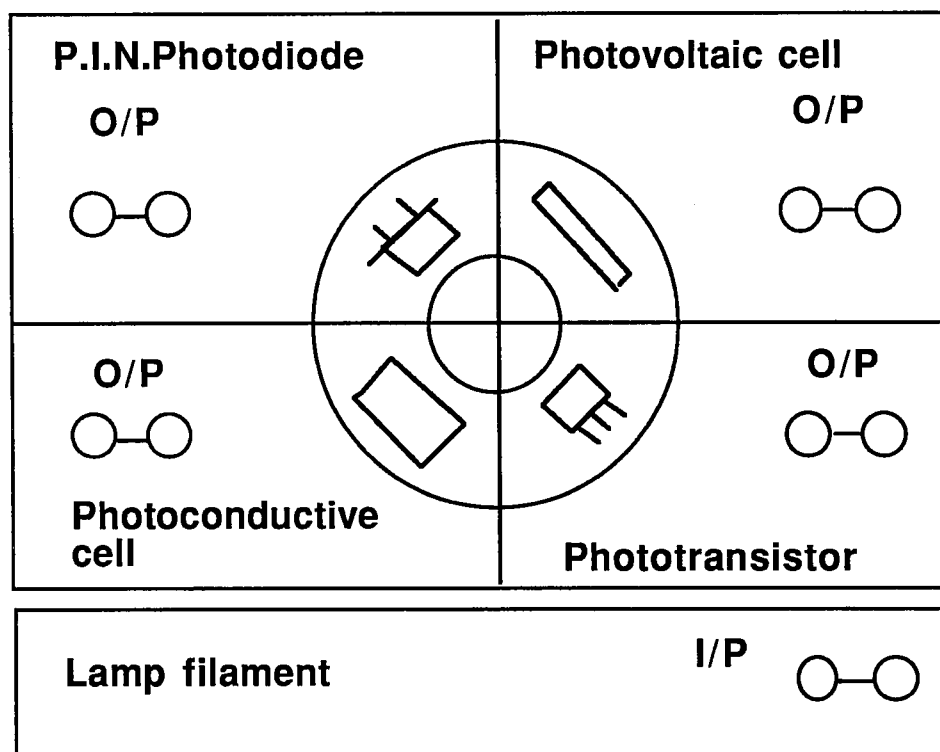 P.I.N.Photodiode
O/P
Photovoltaic cell
O/P
O/P
Photoconductive
cell
O/P
Phototransistor
Lamp filament
I/P